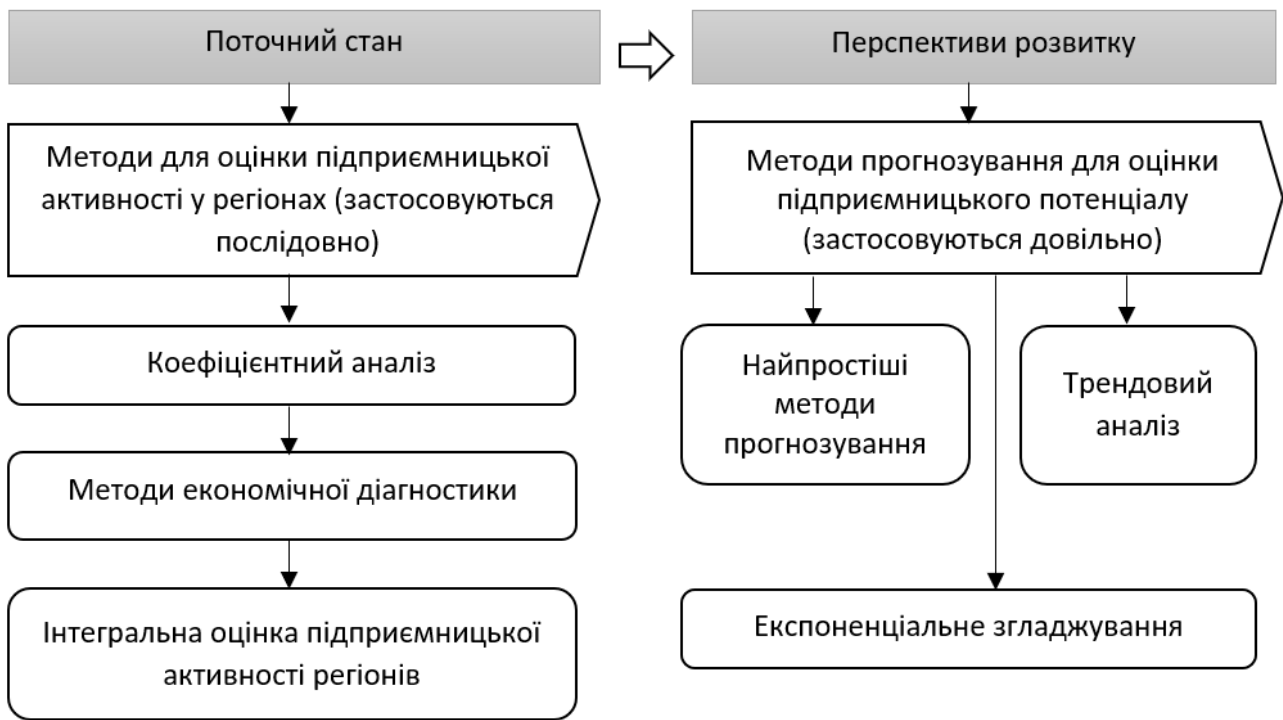 Поточний стан
Методи для оцінки підприємницької
активності у регіонах (застосовуються
послідовно)
Коефіцієнтний аналіз
Методи економічної діагностики
Інтегральна оцінка підприємницької
активності регіонів
Перспективи розвитку
Методи прогнозування для оцінки
підприємницького потенціалу
(застосовуються довільно)
Найпростіші
методи
прогнозування
Трендовий
аналіз
Експоненціальне згладжування